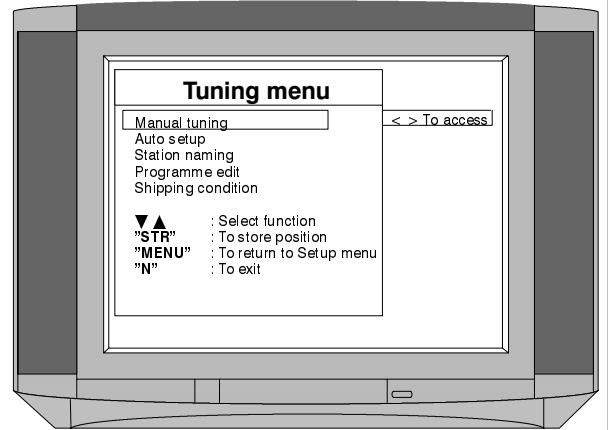 Tuning menu
Manual tuning
< > To access
Auto setup
Station naming
Programme edit
Shipping condition
▼ ▲ : Select function
”STR” : To store position
”MENU” : To return to Setup menu
”N” : To exit